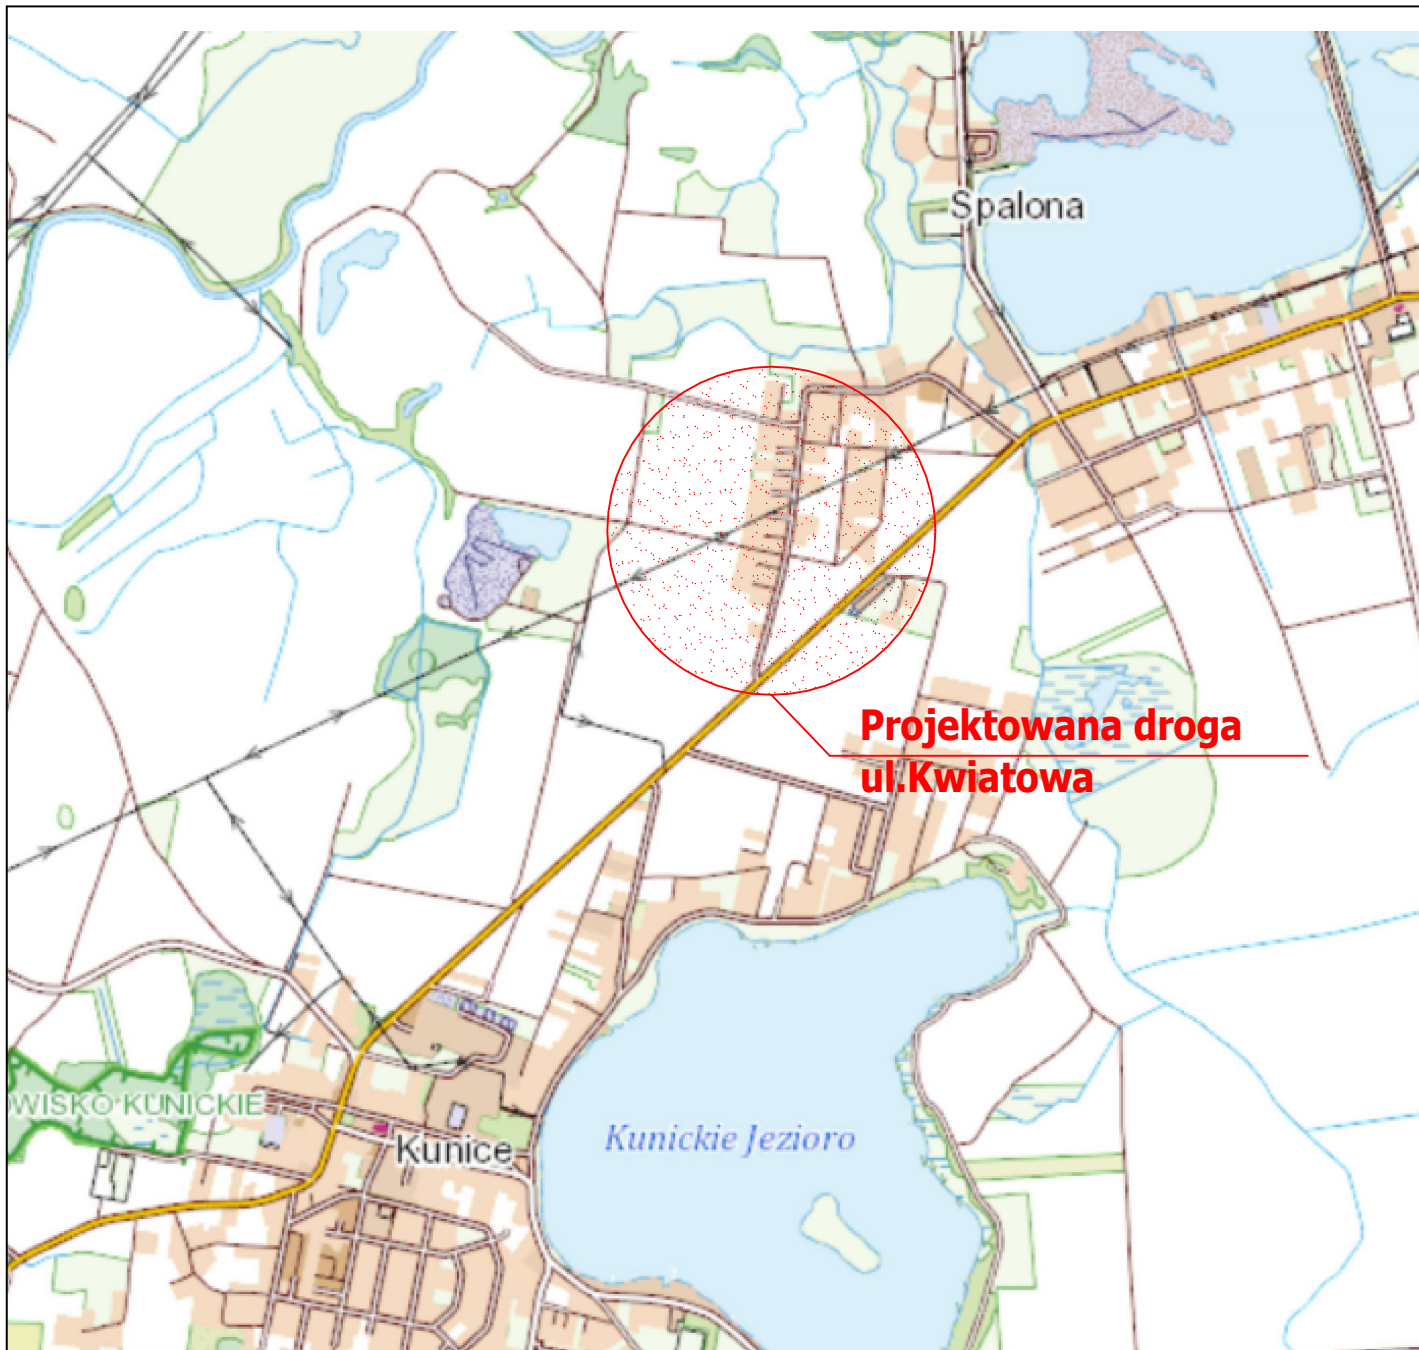 Spalona
Projektowana droga
ul.Kwiatowa
WISKO KUNICKIE
Kunice
Kunickie Jezioro